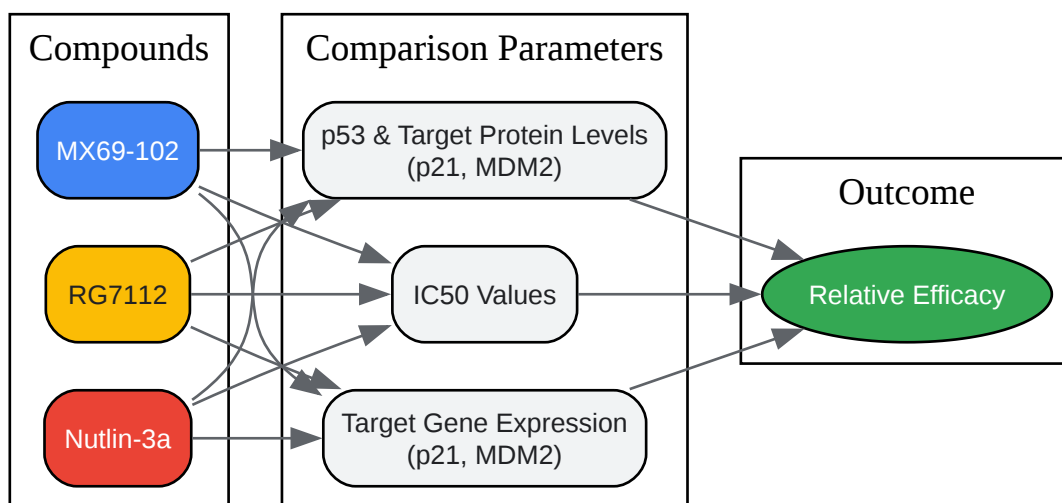 Compounds
MX69-102
RG7112
Nutlin-3a
Comparison Parameters
p53 & Target Protein Levels
(p21, MDM2)
IC50 Values
Target Gene Expression
(p21, MDM2)
Outcome
Relative Efficacy